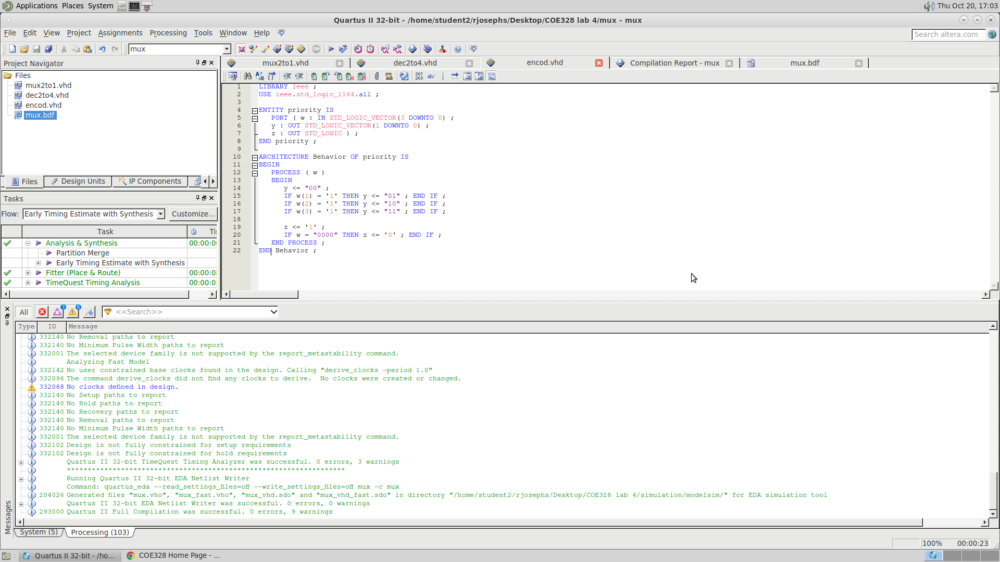 Applications Places System
Thu Oct 20, 17:03
Quartus II 32-bit - /home/student2/rjosephs/Desktop/COE328 lab 4/mux - mux
File Edit View Project Assignments Processing Tools Window Help
Search altera.com
mux
STOP
Project Navigator
Files
mux2to1.vhd
dec2to4.vhd
encod.vhd
mux.bdf
Files
Design Units
IP Components
Tasks
Flow: Early Timing Estimate with Synthesis
Customize...
Task
Ti
Analysis & Synthesis 00:00:0
Partition Merge
Early Timing Estimate with Synthesis
Fitter (Place & Route) 00:00:0
TimeQuest Timing Analysis 00:00:0
mux2to1.vhd
dec2to4.vhd
encod.vhd
Compilation Report - mux
mux.bdf
267
268
ab/
1 LIBRARY ieee ;
2 USE ieee.std_logic_1164.all ;
3
4 ENTITY priority IS
5 PORT ( w : IN STD_LOGIC_VECTOR(3 DOWNTO 0) ;
6 y : OUT STD_LOGIC_VECTOR(1 DOWNTO 0) ;
7 z : OUT STD_LOGIC ) ;
8 END priority ;
9
10 ARCHITECTURE Behavior OF priority IS
11 BEGIN
12 PROCESS ( w )
13 BEGIN
14 y <= "00" ;
15 IF w(1) = '1' THEN y <= "01" ; END IF ;
16 IF w(2) = '1' THEN y <= "10" ; END IF ;
17 IF w(3) = '1' THEN y <= "11" ; END IF ;
18
19 z <= '1' ;
20 IF w = "0000" THEN z <= '0' ; END IF ;
21 END PROCESS ;
22 END Behavior ;
All
3
6
<<Search>>
Type ID Message
332140 No Removal paths to report
332140 No Minimum Pulse Width paths to report
332001 The selected device family is not supported by the report_metastability command.
Analyzing Fast Model
332142 No user constrained base clocks found in the design. Calling "derive_clocks -period 1.0"
332096 The command derive_clocks did not find any clocks to derive.  No clocks were created or changed.
332068 No clocks defined in design.
332140 No Setup paths to report
332140 No Hold paths to report
332140 No Recovery paths to report
332140 No Removal paths to report
332140 No Minimum Pulse Width paths to report
332001 The selected device family is not supported by the report_metastability command.
332102 Design is not fully constrained for setup requirements
332102 Design is not fully constrained for hold requirements
Quartus II 32-bit TimeQuest Timing Analyzer was successful. 0 errors, 3 warnings
*******************************************************************
Running Quartus II 32-bit EDA Netlist Writer
Command: quartus_eda --read_settings_files=off --write_settings_files=off mux -c mux
204026 Generated files "mux.vho", "mux_fast.vho", "mux_vhd.sdo" and "mux_vhd_fast.sdo" in directory "/home/student2/rjosephs/Desktop/COE328 lab 4/simulation/modelsim/" for EDA simulation tool
Quartus II 32-bit EDA Netlist Writer was successful. 0 errors, 0 warnings
293000 Quartus II Full Compilation was successful. 0 errors, 9 warnings
Messages
System (5)
Processing (103)
100% 00:00:23
Quartus II 32-bit - /ho...
COE328 Home Page - ...